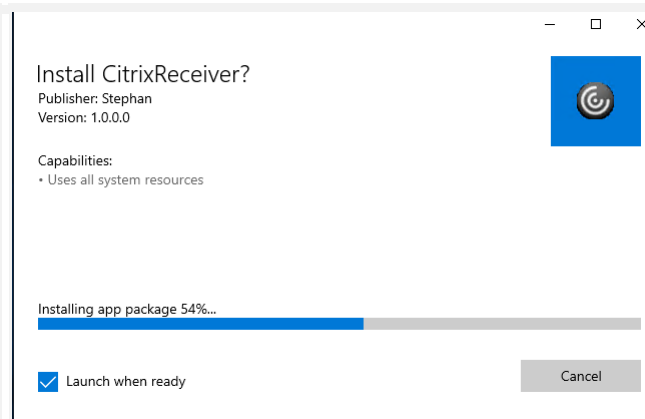 Install CitrixReceiver?
Publisher: Stephan
Version: 1.0.0.0
Capabilities:
• Uses all system resources
Installing app package 54%...
Launch when ready
Cancel